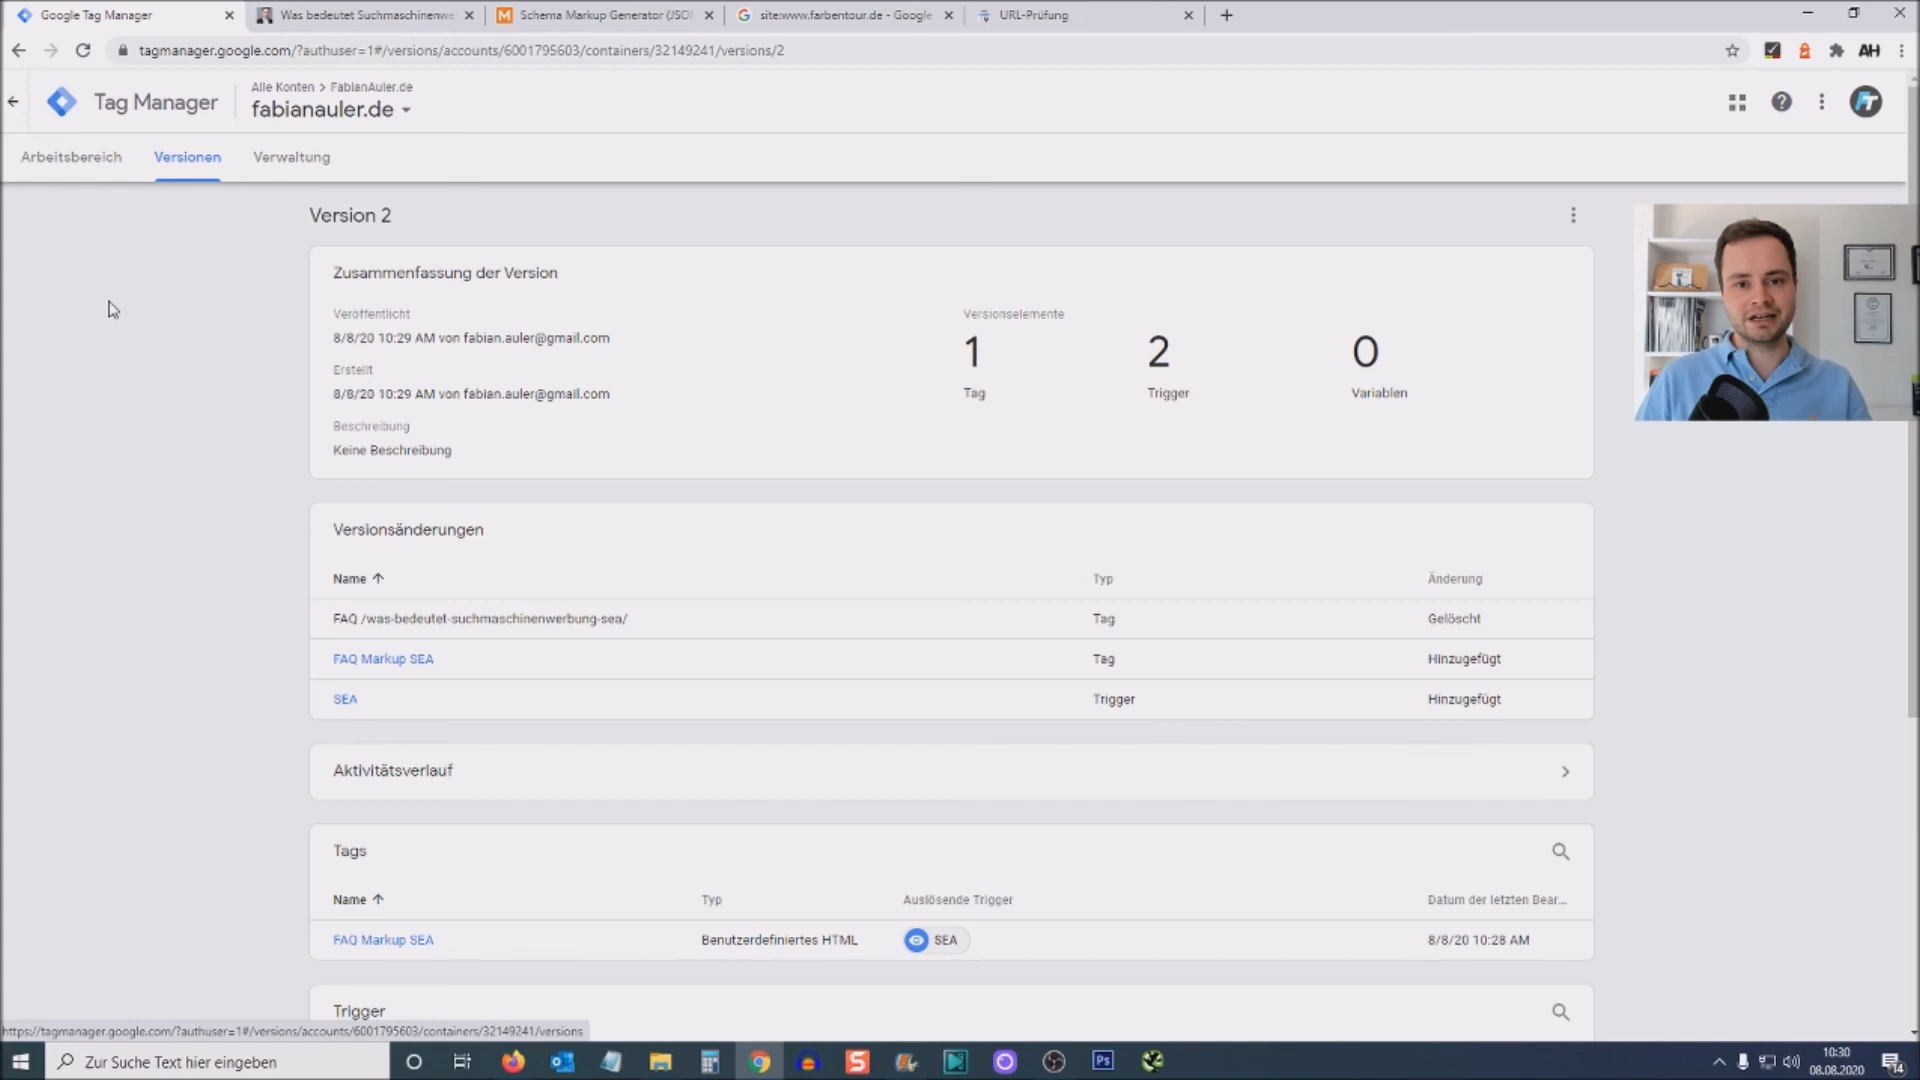 Google Tag Manager
Was bedeutet Suchmaschinenwe
Schema Markup Generator (JSON
site:www.farbentour.de - Google
URL-Prüfung
tagmanager.google.com/?authuser=1#/versions/accounts/6001795603/containers/32149241/versions/2
AH
Tag Manager
Alle Konten > FabianAuler.de
fabianauler.de
Arbeitsbereich
Versionen
Verwaltung
Version 2
Zusammenfassung der Version
Veröffentlicht
8/8/20 10:29 AM von fabian.auler@gmail.com
Erstellt
8/8/20 10:29 AM von fabian.auler@gmail.com
Beschreibung
Keine Beschreibung
Versionselemente
1 2 0
Tag Trigger Variablen
Versionsänderungen
Name Typ Änderung
FAQ /was-bedeutet-suchmaschinenwerbung-sea/ Tag Gelöscht
FAQ Markup SEA Tag Hinzugefügt
SEA Trigger Hinzugefügt
Aktivitätsverlauf
Tags
Name Typ Auslösende Trigger Datum der letzten Bear...
FAQ Markup SEA Benutzerdefiniertes HTML SEA 8/8/20 10:28 AM
Trigger
https://tagmanager.google.com/?authuser=1#/versions/accounts/6001795603/containers/32149241/versions
Zur Suche Text hier eingeben
Ps
10:30
08.08.2020
14